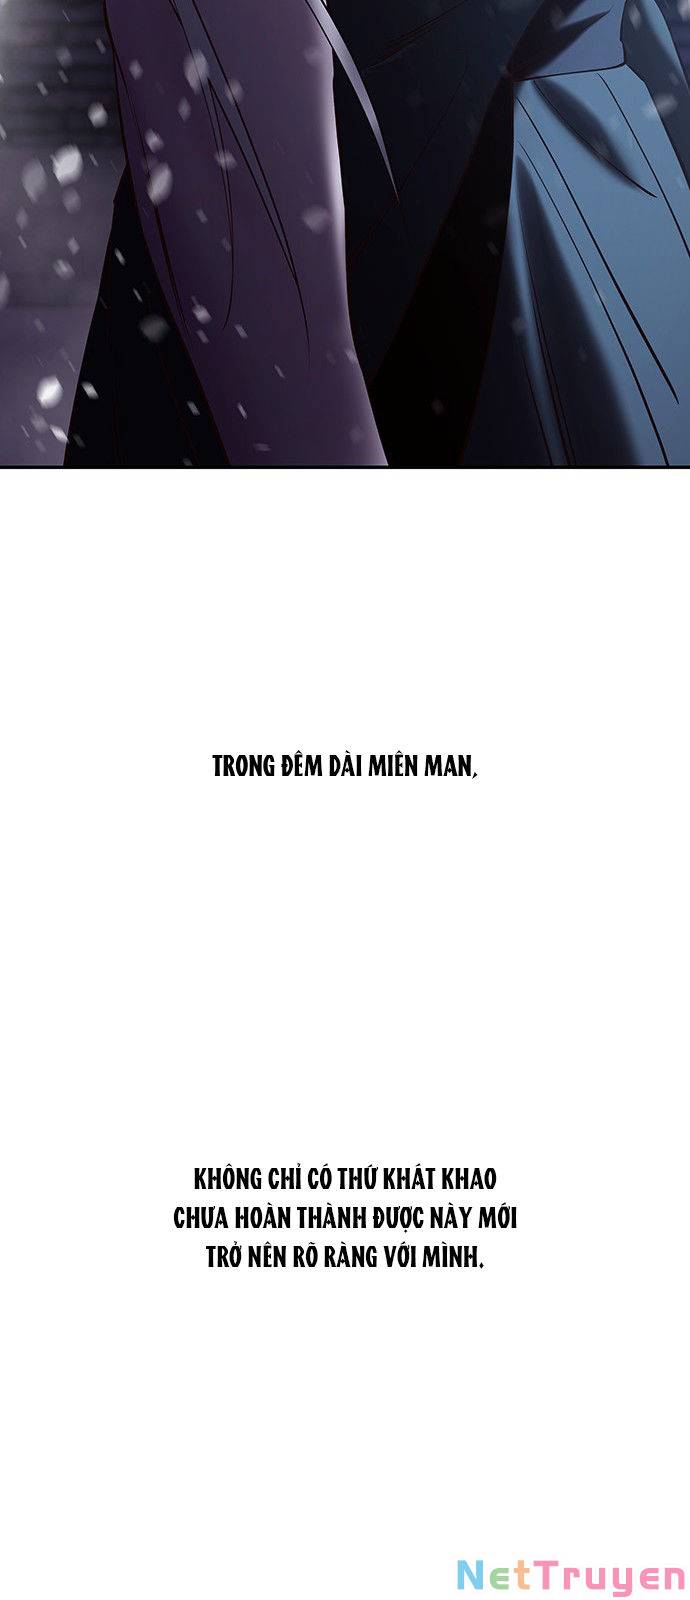 TRONG ĐÊM DÀI MIÊN MAN,
KHÔNG CHỈ CÓ THỨ KHÁT KHAO
CHƯA HOÀN THÀNH ĐƯỢC NÀY MỚI
TRỞ NÊN RÕ RÀNG VỚI MÌNH.
NetTruyen